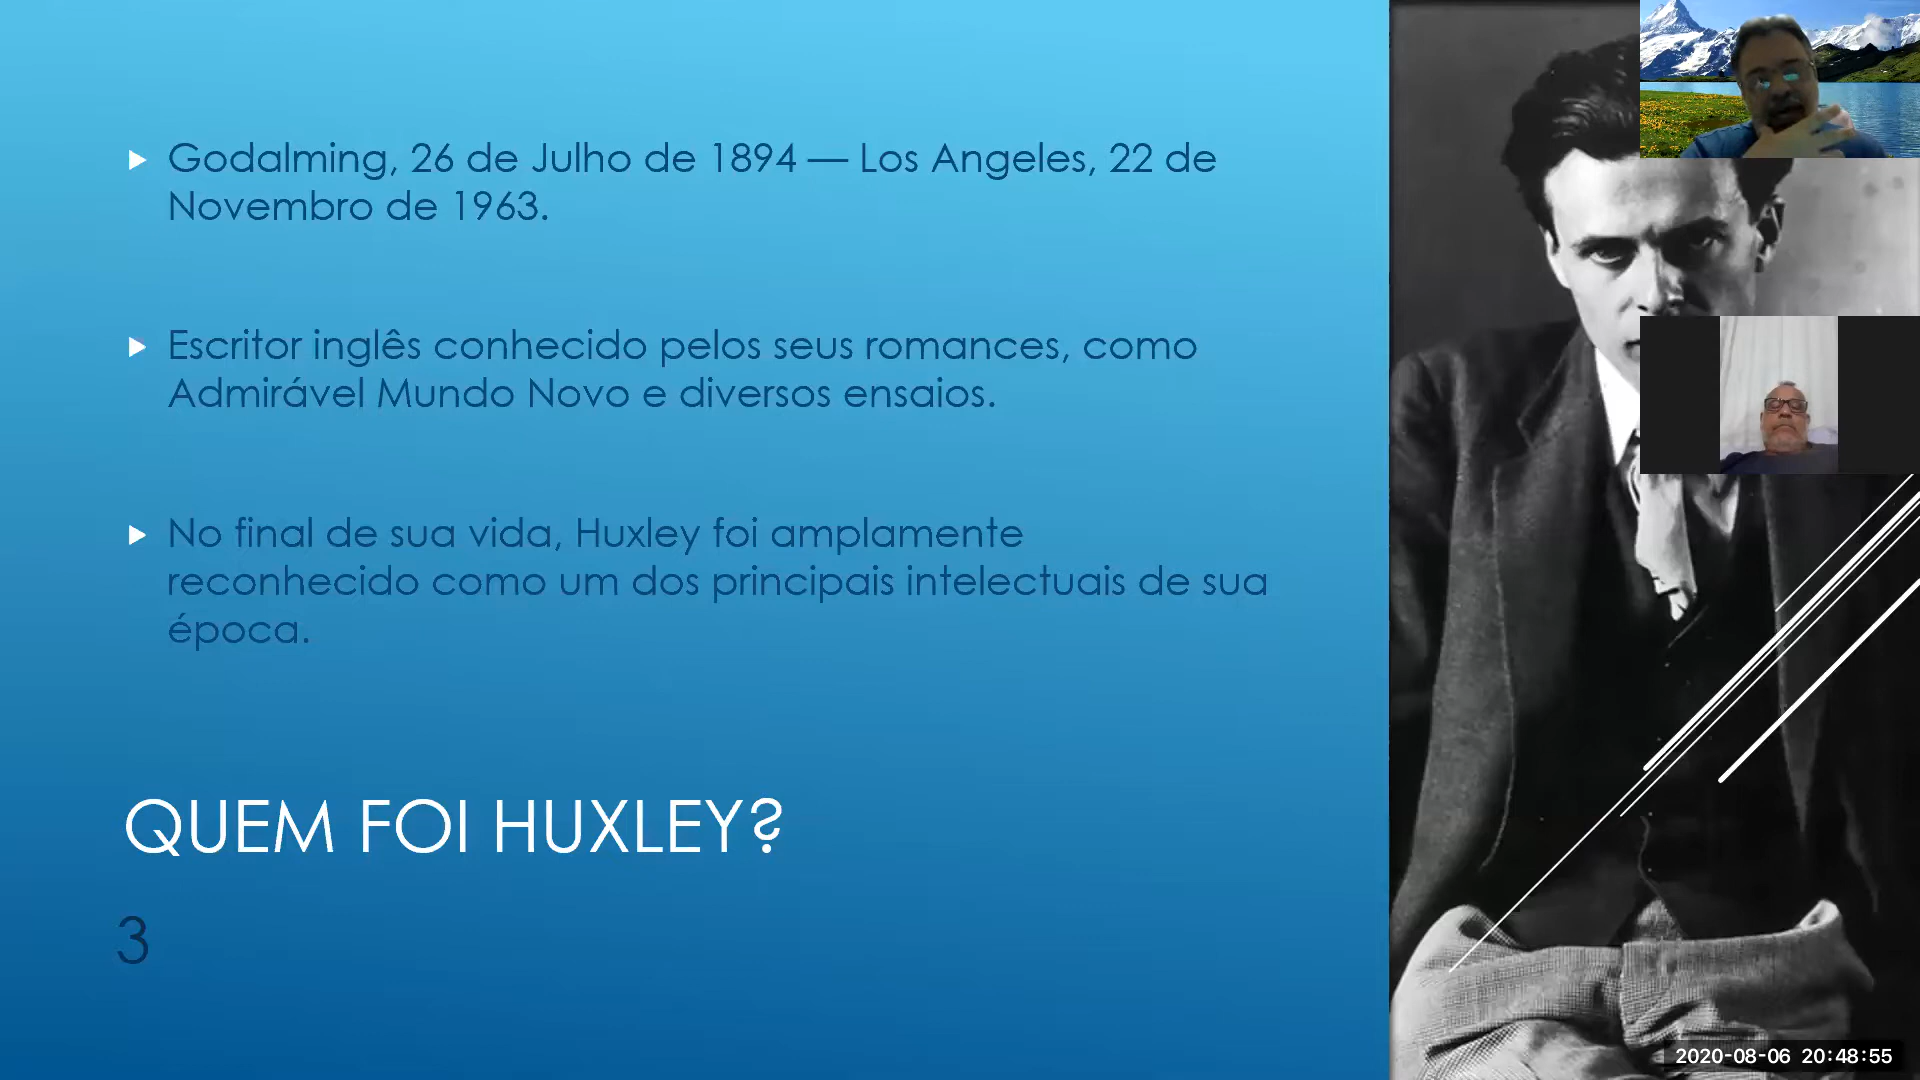 Godalming, 26 de Julho de 1894 — Los Angeles, 22 de
Novembro de 1963.
Escritor inglês conhecido pelos seus romances, como
Admirável Mundo Novo e diversos ensaios.
No final de sua vida, Huxley foi amplamente
reconhecido como um dos principais intelectuais de sua
época.
QUEM FOI HUXLEY?
3
2020-08-06 20:48:55